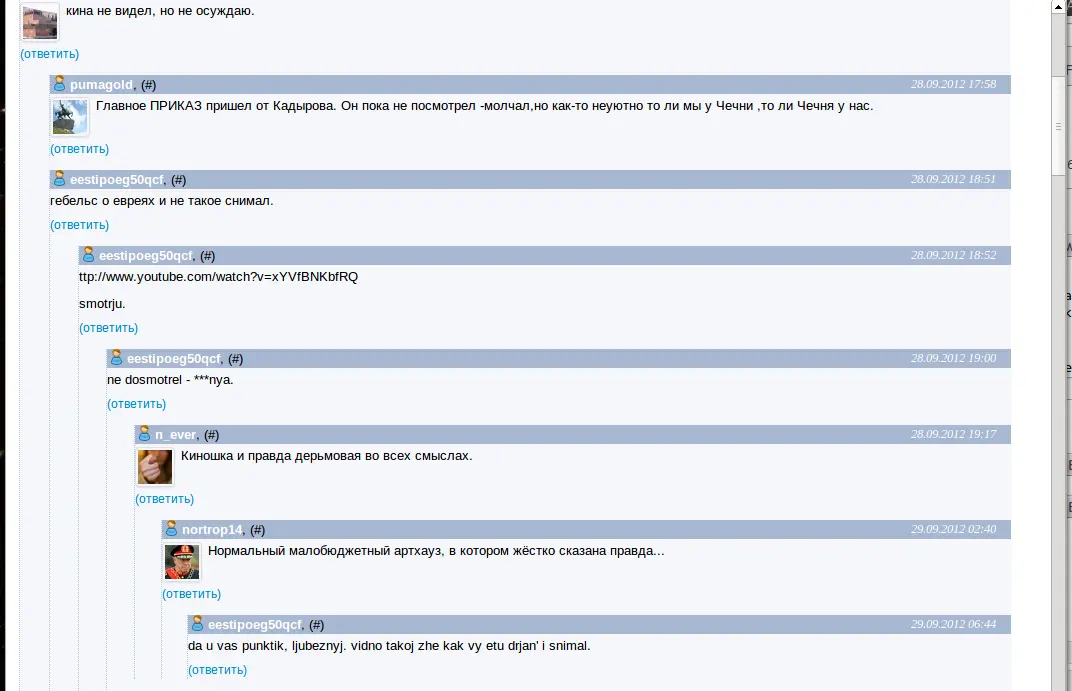 кина не видел, но не осуждаю.
(ответить)
pumagold, (#) 28.09.2012 17:58
Главное ПРИКАЗ пришел от Кадырова. Он пока не посмотрел -молчал,но как-то неуютно то ли мы у Чечни ,то ли Чечня у нас.
(ответить)
eestipoeg50qcf, (#) 28.09.2012 18:51
гебельс о евреях и не такое снимал.
(ответить)
eestipoeg50qcf, (#) 28.09.2012 18:52
ttp://www.youtube.com/watch?v=xYVfBNKbfRQ
smotrju.
(ответить)
eestipoeg50qcf, (#) 28.09.2012 19:00
ne dosmotrel - ***nya.
(ответить)
n_ever, (#) 28.09.2012 19:17
Киношка и правда дерьмовая во всех смыслах.
(ответить)
nortrop14, (#) 29.09.2012 02:40
Нормальный малобюджетный артхауз, в котором жёстко сказана правда...
(ответить)
eestipoeg50qcf, (#) 29.09.2012 06:44
da u vas punktik, ljubeznyj. vidno takoj zhe kak vy etu drjan' i snimal.
(ответить)